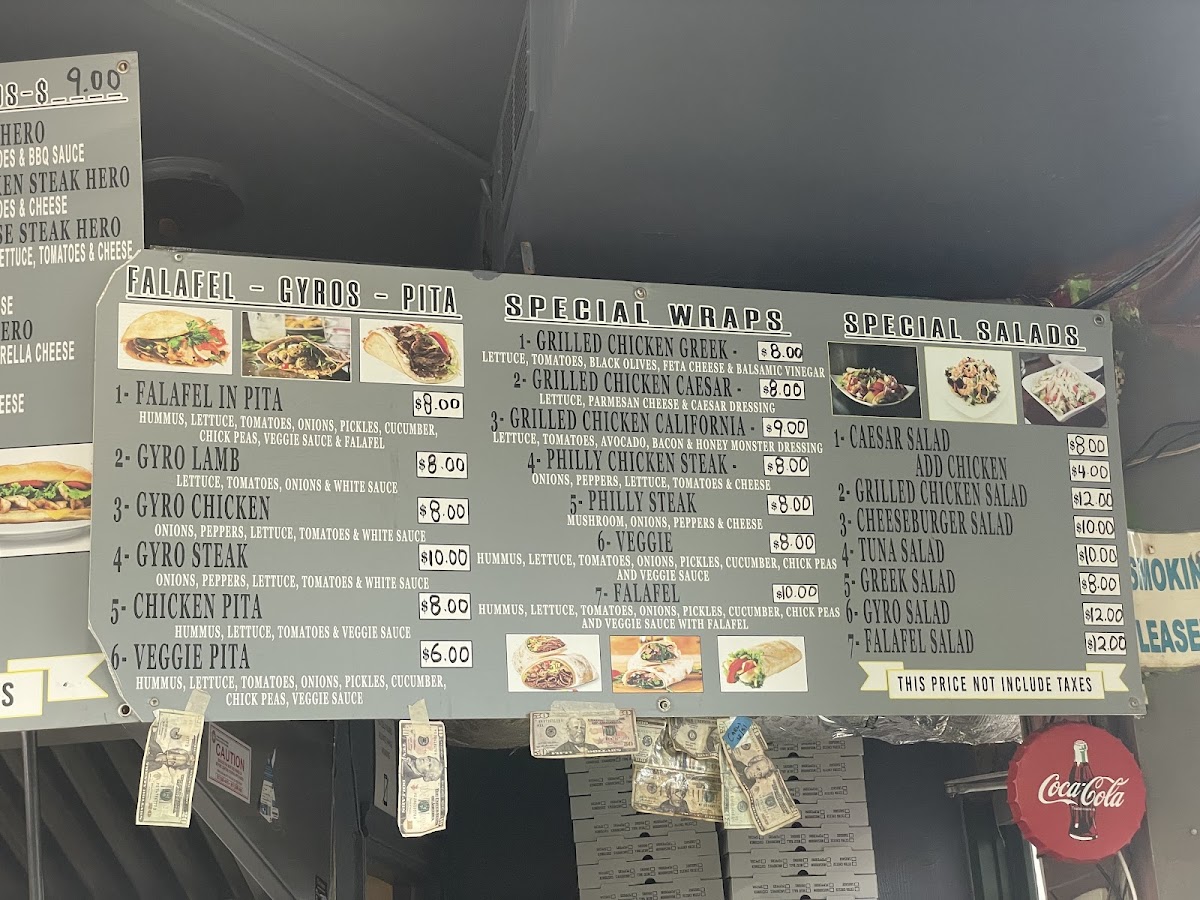 S-$ 9.00
HERO
OES & BBQ SAUCE
KEN STEAK HERO
OES & CHEESE
SE STEAK HERO
ETTUCE, TOMATOES & CHEESE
SE
ERO
RELLA CHEESE
EESE
S
FALAFEL - GYROS - PITA
1- FALAFEL IN PITA $8.00
HUMMUS, LETTUCE, TOMATOES, ONIONS, PICKLES, CUCUMBER,
CHICK PEAS, VEGGIE SAUCE & FALAFEL
2- GYRO LAMB $8.00
LETTUCE, TOMATOES, ONIONS & WHITE SAUCE
3- GYRO CHICKEN $8.00
ONIONS, PEPPERS, LETTUCE, TOMATOES & WHITE SAUCE
4- GYRO STEAK $10.00
ONIONS, PEPPERS, LETTUCE, TOMATOES & WHITE SAUCE
5- CHICKEN PITA $8.00
HUMMUS, LETTUCE, TOMATOES & VEGGIE SAUCE
6- VEGGIE PITA $6.00
HUMMUS, LETTUCE, TOMATOES, ONIONS, PICKLES, CUCUMBER,
CHICK PEAS, VEGGIE SAUCE
SPECIAL WRAPS
1- GRILLED CHICKEN GREEK - $8.00
LETTUCE, TOMATOES, BLACK OLIVES, FETA CHEESE & BALSAMIC VINEGAR
2- GRILLED CHICKEN CAESAR - $8.00
LETTUCE, PARMESAN CHEESE & CAESAR DRESSING
3- GRILLED CHICKEN CALIFORNIA - $9.00
LETTUCE, TOMATOES, AVOCADO, BACON & HONEY MONSTER DRESSING
4- PHILLY CHICKEN STEAK - $8.00
ONIONS, PEPPERS, LETTUCE, TOMATOES & CHEESE
5- PHILLY STEAK $8.00
MUSHROOM, ONIONS, PEPPERS & CHEESE
6- VEGGIE $8.00
HUMMUS, LETTUCE, TOMATOES, ONIONS, PICKLES, CUCUMBER, CHICK PEAS
AND VEGGIE SAUCE
7- FALAFEL $10.00
HUMMUS, LETTUCE, TOMATOES, ONIONS, PICKLES, CUCUMBER, CHICK PEAS
AND VEGGIE SAUCE WITH FALAFEL
SPECIAL SALADS
1- CAESAR SALAD $8.00
ADD CHICKEN $4.00
2- GRILLED CHICKEN SALAD $12.00
3- CHEESEBURGER SALAD $10.00
4- TUNA SALAD $10.00
5- GREEK SALAD $8.00
6- GYRO SALAD $12.00
7- FALAFEL SALAD $12.00
THIS PRICE NOT INCLUDE TAXES
SMOKIN
LEASE
CAUTION
Coca-Cola